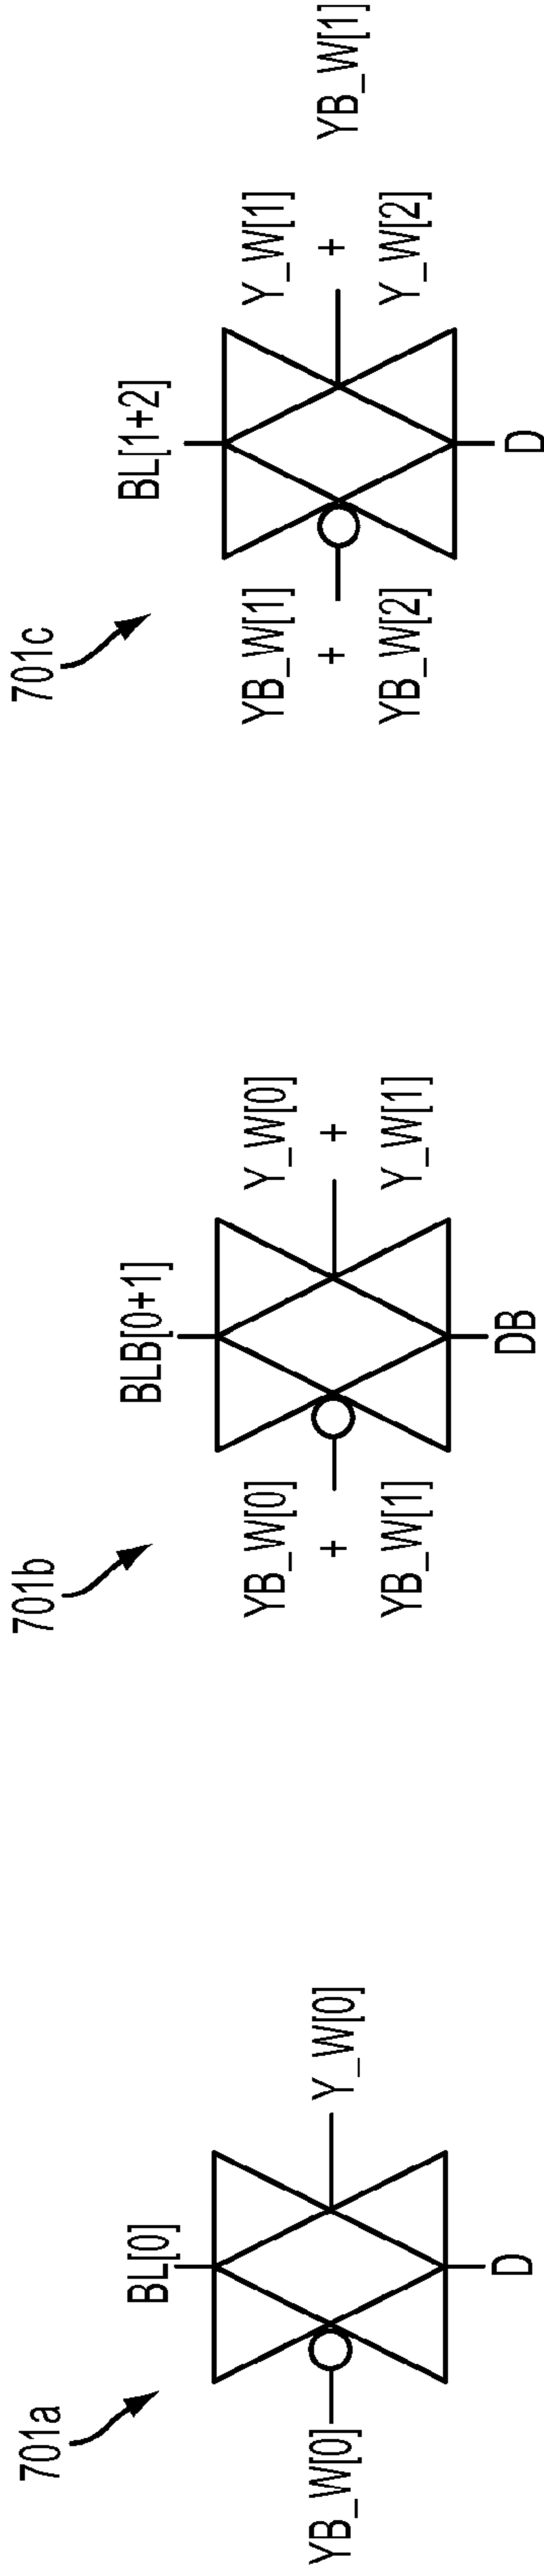 701a
BL[0]
YB_W[0]
Y_W[0]
D
701b
BLB[0+1]
YB_W[0]
+
YB_W[1]
Y_W[0]
+
Y_W[1]
DB
701c
BL[1+2]
YB_W[1]
+
YB_W[2]
Y_W[1]
+
Y_W[2]
D
YB_W[1]